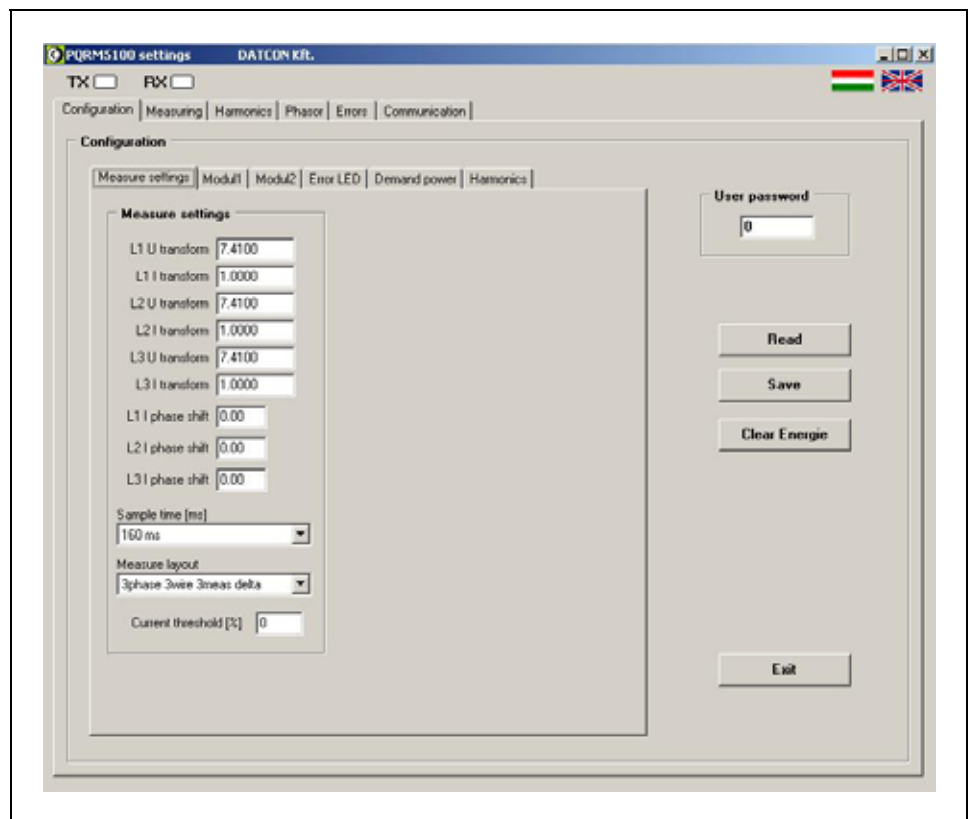 PQRM5100 settings DATCON Kft.
TX RX
Configuration Measuring Harmonics Phasor Errors Communication
Configuration
Measure settings Modul1 Modul2 Error LED Demand power Harmonics
User password
0
Measure settings
L1 U transform 7.4100
L1 I transform 1.0000
L2 U transform 7.4100
L2 I transform 1.0000
L3 U transform 7.4100
L3 I transform 1.0000
L1 I phase shift 0.00
L2 I phase shift 0.00
L3 I phase shift 0.00
Sample time [ms]
160 ms
Measure layout
3phase 3wire 3meas delta
Current threshold [%] 0
Read
Save
Clear Energie
Exit